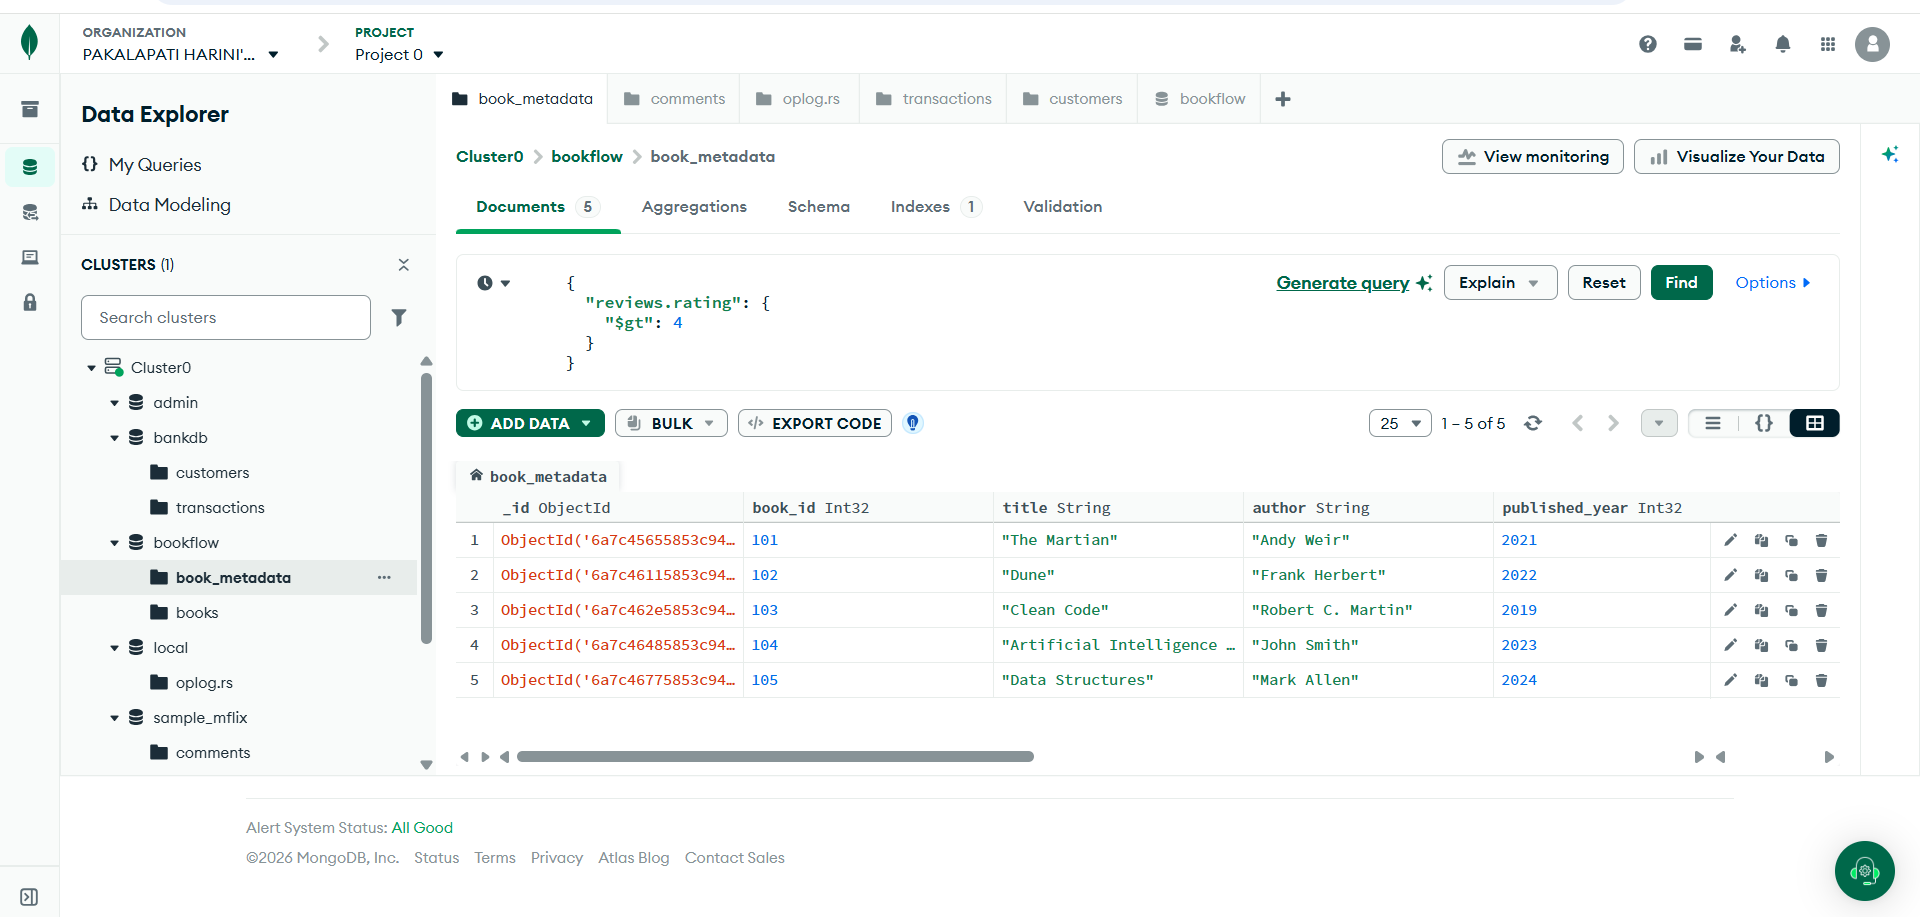 ORGANIZATION
PAKALAPATI HARINI'...
PROJECT
Project 0
Data Explorer
My Queries
Data Modeling
CLUSTERS (1)
Search clusters
Cluster0
admin
bankdb
customers
transactions
bookflow
book_metadata
books
local
oplog.rs
sample_mflix
comments
book_metadata comments oplog.rs transactions customers bookflow
Cluster0 bookflow book_metadata
View monitoring Visualize Your Data
Documents 5 Aggregations Schema Indexes 1 Validation
{
"reviews.rating": {
"$gt": 4
}
}
Generate query Explain Reset Find Options
ADD DATA BULK EXPORT CODE 25 1 – 5 of 5
book_metadata
_id ObjectId book_id Int32 title String author String published_year Int32
1 ObjectId('6a7c45655853c94… 101 "The Martian" "Andy Weir" 2021
2 ObjectId('6a7c46115853c94… 102 "Dune" "Frank Herbert" 2022
3 ObjectId('6a7c462e5853c94… 103 "Clean Code" "Robert C. Martin" 2019
4 ObjectId('6a7c46485853c94… 104 "Artificial Intelligence … "John Smith" 2023
5 ObjectId('6a7c46775853c94… 105 "Data Structures" "Mark Allen" 2024
Alert System Status: All Good
©2026 MongoDB, Inc. Status Terms Privacy Atlas Blog Contact Sales